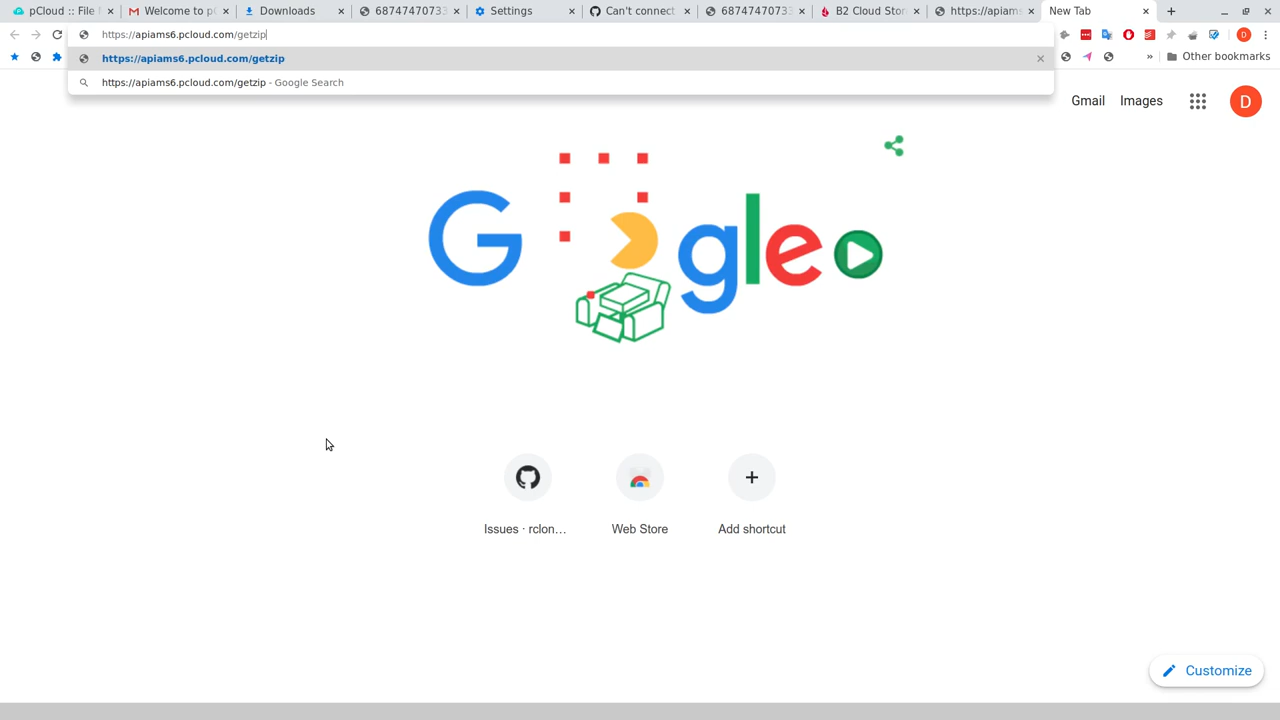 pCloud :: File
Welcome to p
Downloads
68747470733
Settings
Can't connect
68747470733
B2 Cloud Stor
https://apiams
New Tab
https://apiams6.pcloud.com/getzip
https://apiams6.pcloud.com/getzip
https://apiams6.pcloud.com/getzip - Google Search
» Other bookmarks
D
Gmail Images
D
G gle
Issues · rclon…
Web Store
Add shortcut
Customize